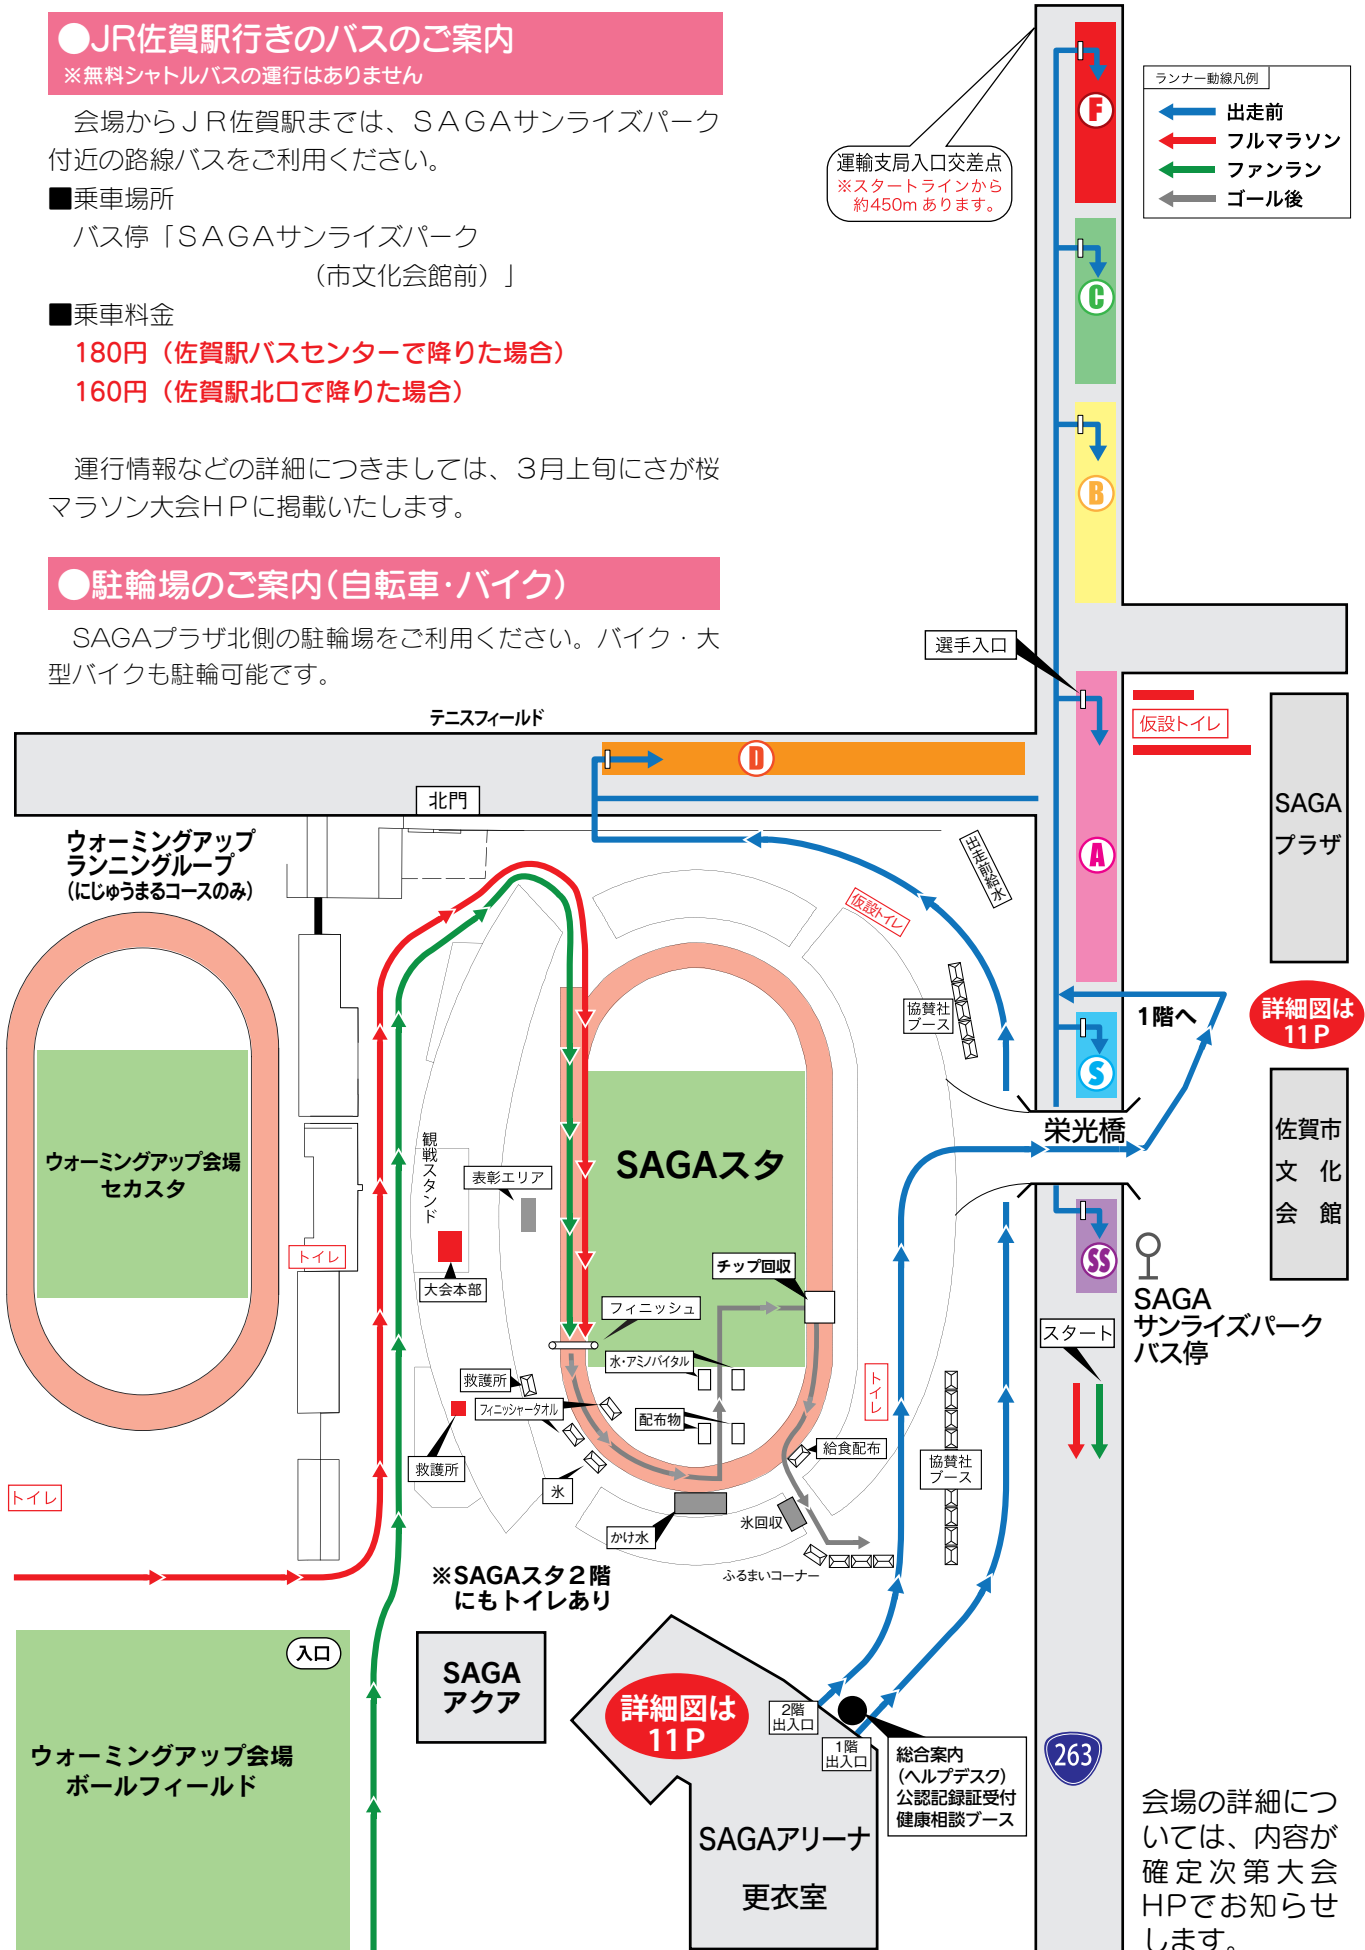 ●JR佐賀駅行きのバスのご案内
※無料シャトルバスの運行はありません
会場からＪＲ佐賀駅までは、ＳＡＧＡサンライズパーク
付近の路線バスをご利用ください。
■乗車場所
バス停「ＳＡＧＡサンライズパーク
（市文化会館前）」
■乗車料金
180円（佐賀駅バスセンターで降りた場合）
160円（佐賀駅北口で降りた場合）
運行情報などの詳細につきましては、３月上旬にさが桜
マラソン大会ＨＰに掲載いたします。
●駐輪場のご案内（自転車・バイク）
SAGAプラザ北側の駐輪場をご利用ください。バイク・大
型バイクも駐輪可能です。
ランナー動線凡例
出走前
フルマラソン
ファンラン
ゴール後
運輸支局入口交差点
※スタートラインから
約450m あります。
F
C
B
選手入口
仮設トイレ
A
SAGA
プラザ
テニスフィールド
D
北門
ウォーミングアップ
ランニングループ
（にじゅうまるコースのみ）
出走前給水
仮設トイレ
協賛社
ブース
1階へ
詳細図は
11P
S
栄光橋
佐賀市
文化
会館
SS
SAGA
サンライズパーク
バス停
スタート
ウォーミングアップ会場
セカスタ
トイレ
観戦スタンド
表彰エリア
大会本部
SAGAスタ
チップ回収
フィニッシュ
水・アミノバイタル
救護所
フィニッシャータオル
配布物
トイレ
給食配布
協賛社
ブース
救護所
氷
かけ水
氷回収
ふるまいコーナー
トイレ
※SAGAスタ２階
にもトイレあり
入口
ウォーミングアップ会場
ボールフィールド
SAGA
アクア
詳細図は
11P
2階
出入口
1階
出入口
総合案内
(ヘルプデスク)
公認記録証受付
健康相談ブース
SAGAアリーナ
更衣室
263
会場の詳細につ
いては、内容が
確定次第大会
HPでお知らせ
します。